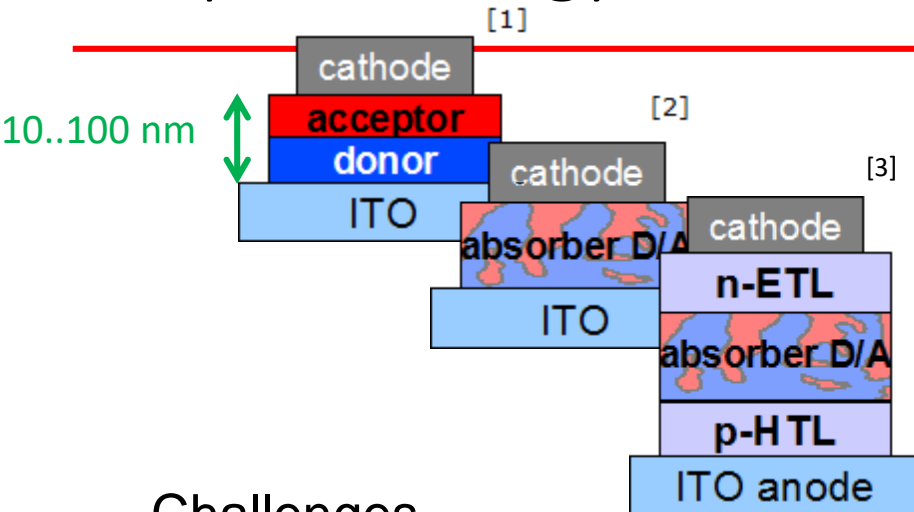 [1]
cathode
10..100 nm
acceptor
donor
ITO
[2]
cathode
absorber D/A
ITO
[3]
cathode
n-ETL
absorber D/A
p-HTL
ITO anode
Challenges